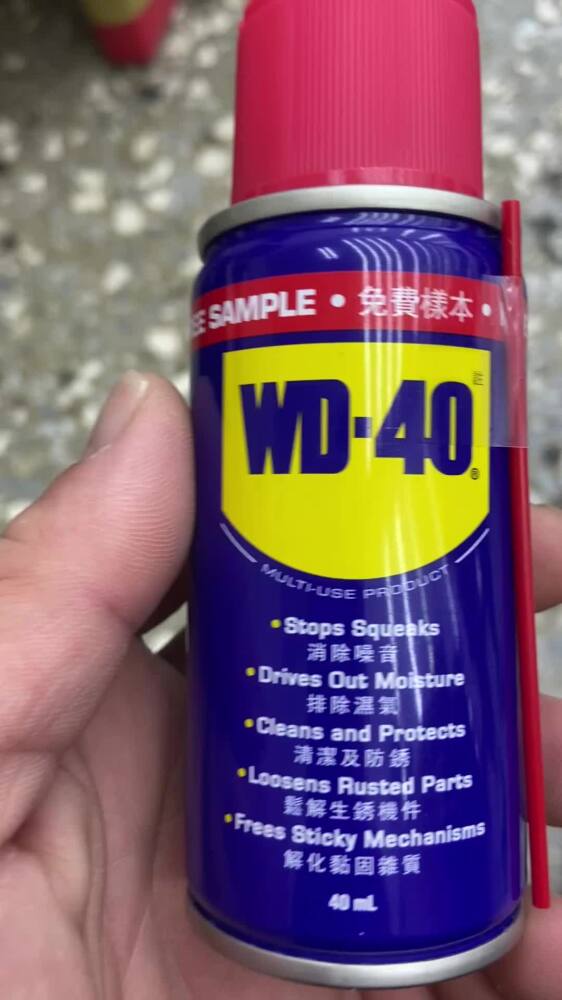 SAMPLE • 免費樣本 •
WD-40®
MULTI-USE PRODUCT
•Stops Squeaks
消除噪音
•Drives Out Moisture
排除濕氣
•Cleans and Protects
清潔及防銹
•Loosens Rusted Parts
鬆解生銹機件
•Frees Sticky Mechanisms
解化黏固雜質
40 mL